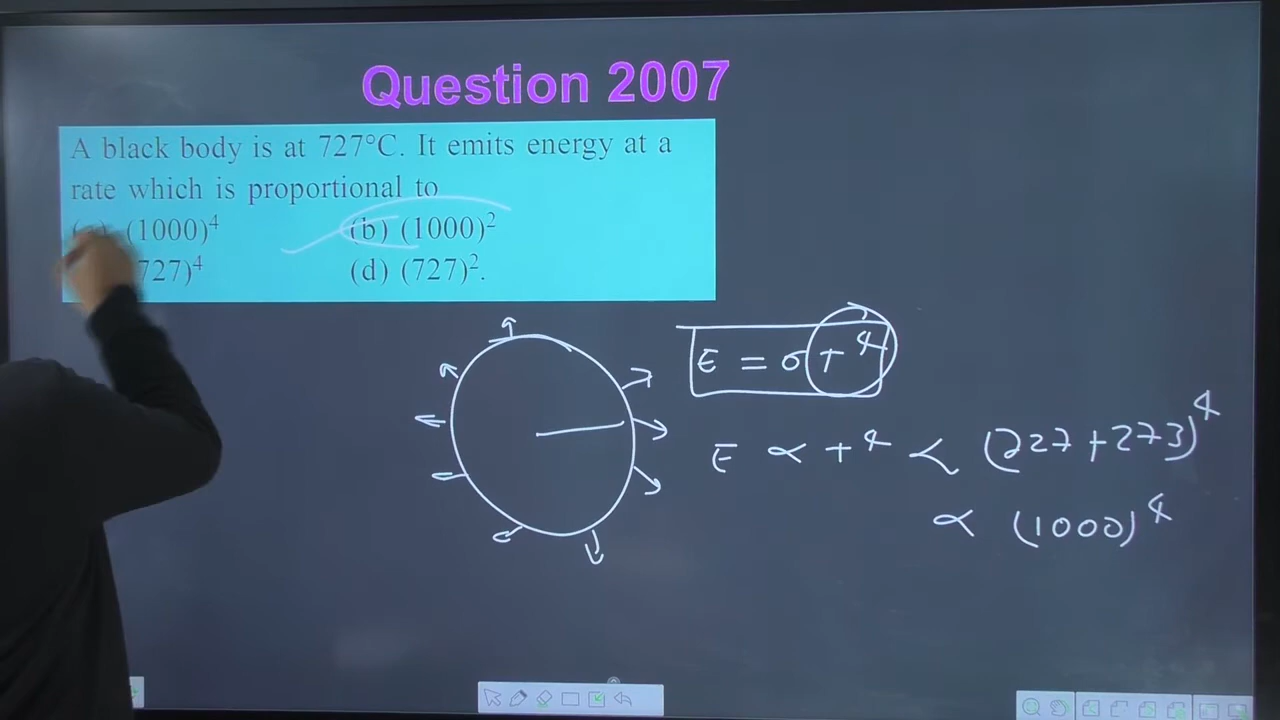 Question 2007
A black body is at 727°C. It emits energy at a
rate which is proportional to
(1000)⁴ (b) (1000)²
727)⁴ (d) (727)².
E = σT⁴
E ∝ T⁴ ∝ (727+273)⁴
∝ (1000)⁴